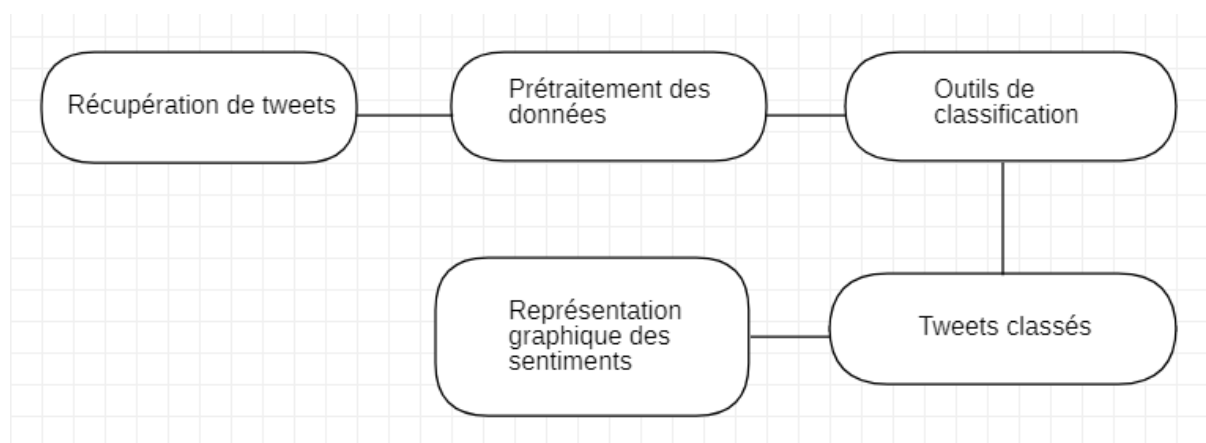 Récupération de tweets
Prétraitement des
données
Outils de
classification
Représentation
graphique des
sentiments
Tweets classés